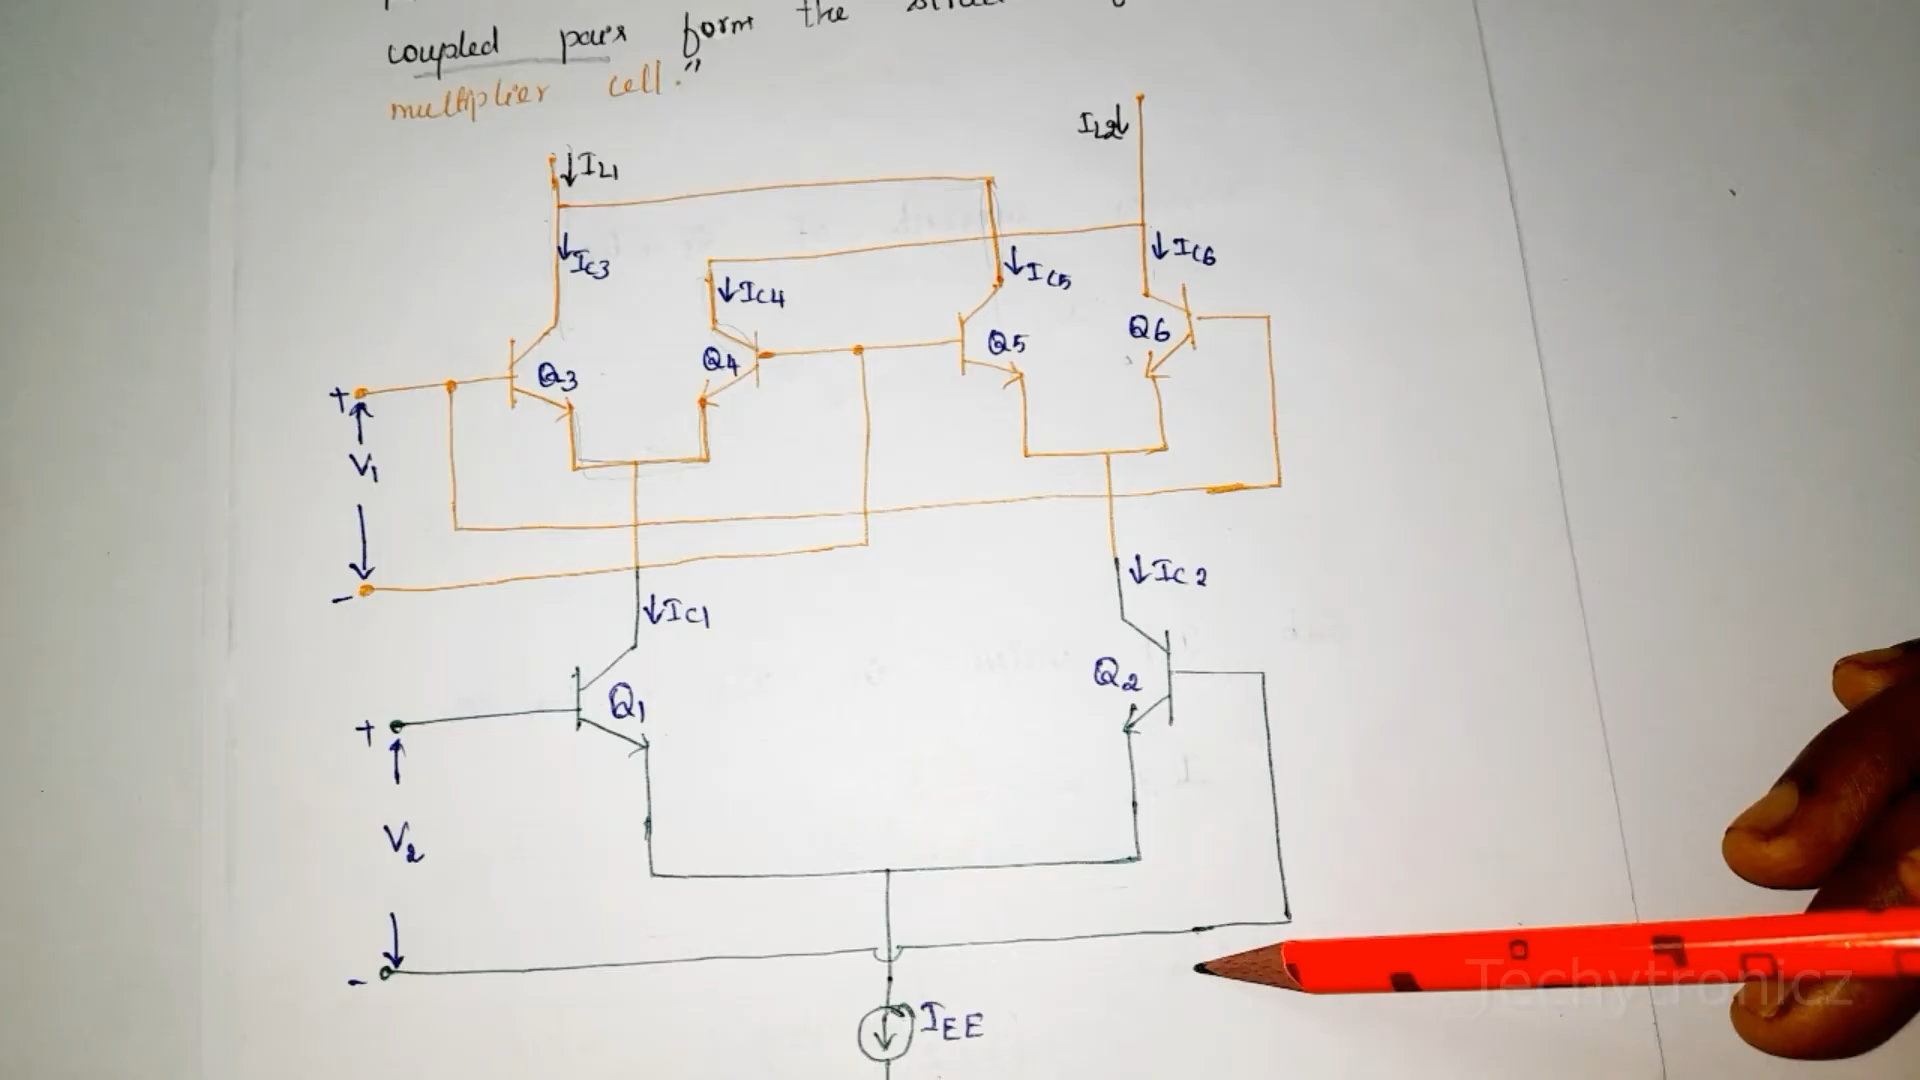 form the
coupled pairs
multiplier cell."
IL2↓
↓IL1
↓IC3
↓IC4
↓IC5
↓IC6
Q3
Q4
Q5
Q6
+
V1
-
↓IC1
↓IC2
Q1
Q2
+
V2
-
IEE
Techytronicz